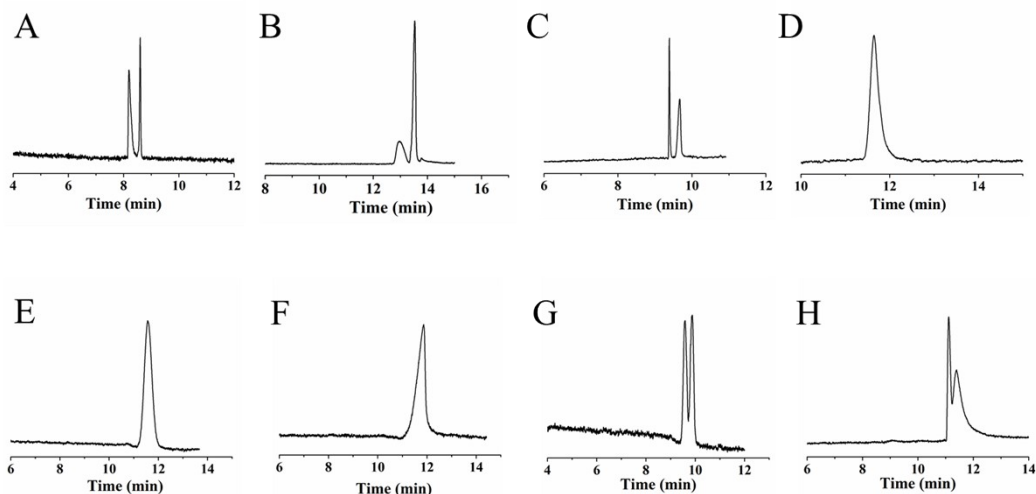 A
B
C
D
4 6 8 10 12
8 10 12 14 16
6 8 10 12
10 12 14
Time (min)
Time (min)
Time (min)
Time (min)
E
F
G
H
6 8 10 12 14
6 8 10 12 14
4 6 8 10 12
6 8 10 12 14
Time (min)
Time (min)
Time (min)
Time (min)